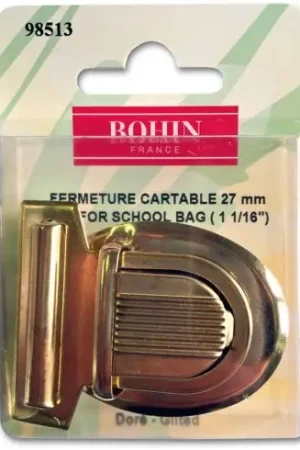 98513
BOHIN
FRANCE
FERMETURE CARTABLE 27 mm
FOR SCHOOL BAG ( 1 1/16")
Doré - Gilted